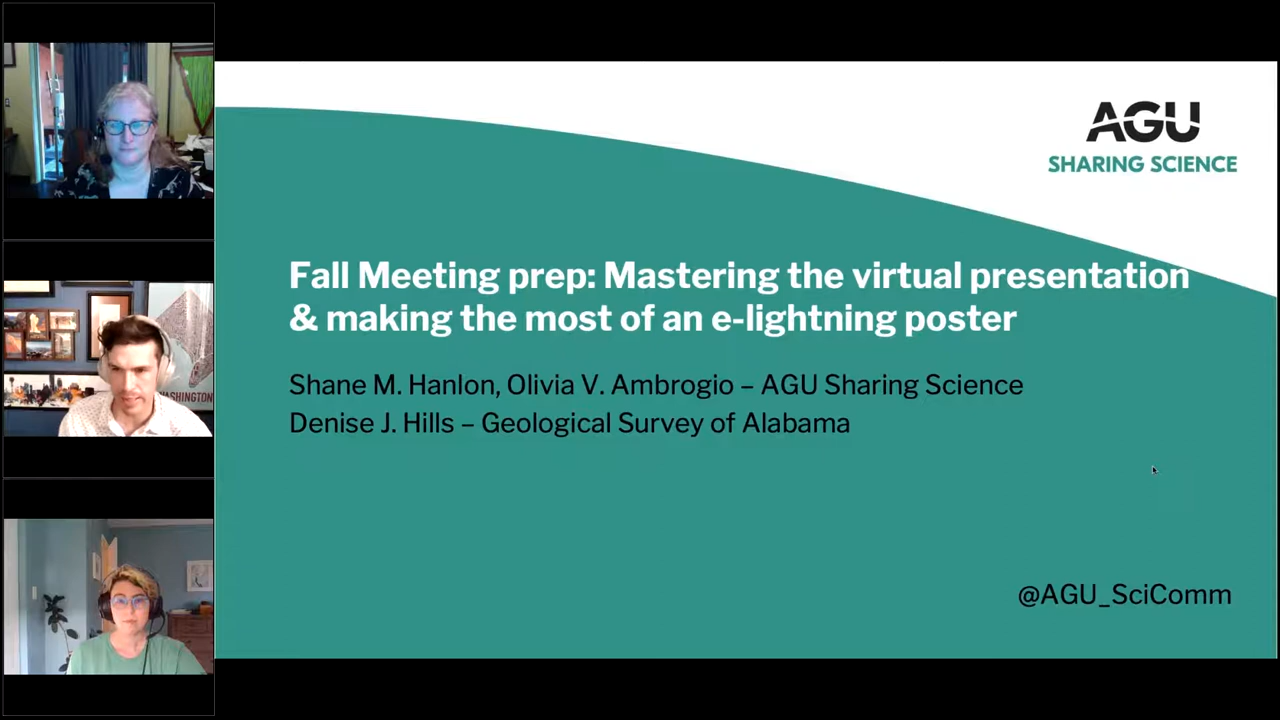 AGU
SHARING SCIENCE
Fall Meeting prep: Mastering the virtual presentation
& making the most of an e-lightning poster
Shane M. Hanlon, Olivia V. Ambrogio – AGU Sharing Science
Denise J. Hills – Geological Survey of Alabama
WASHINGTON
@AGU_SciComm